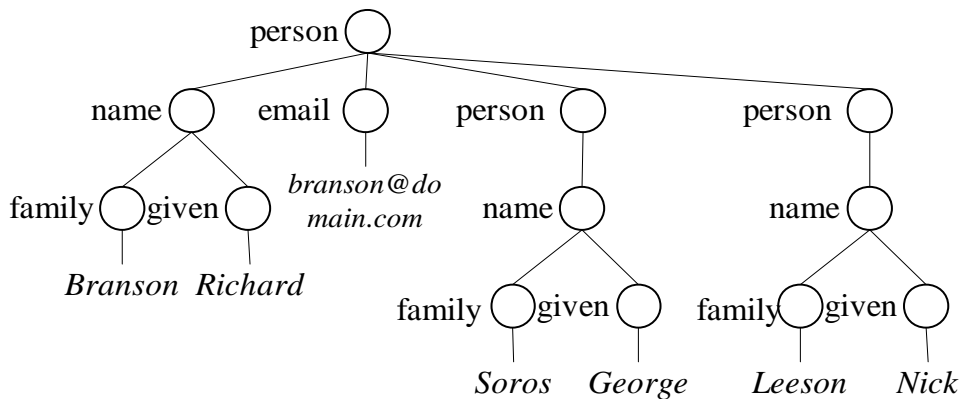 person
name email person person
branson@do
main.com
family given name name
Branson Richard
family given family given
Soros George Leeson Nick